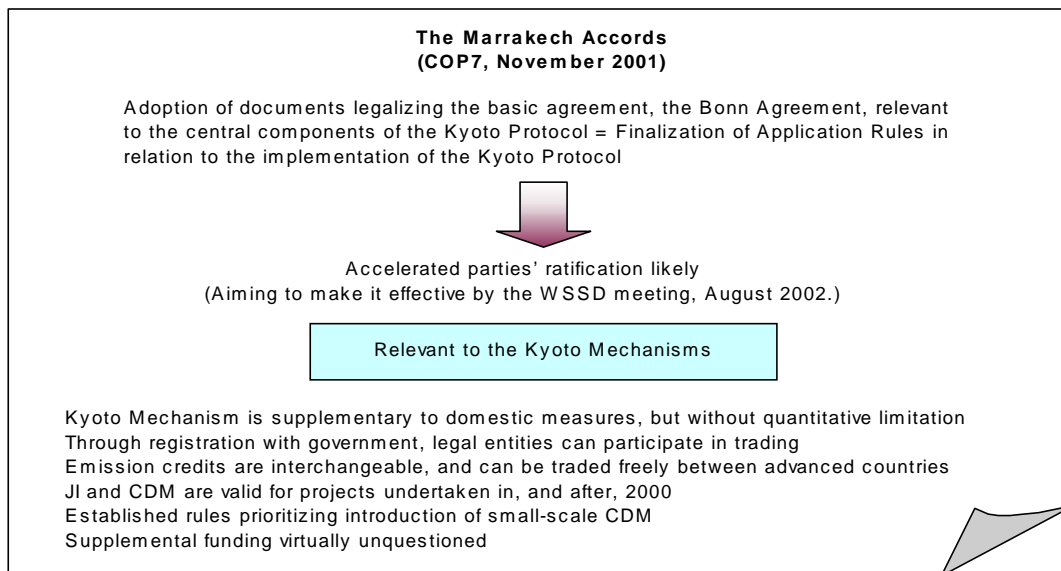 The Marrakech Accords
(COP7, November 2001)
Adoption of documents legalizing the basic agreement, the Bonn Agreement, relevant
to the central components of the Kyoto Protocol = Finalization of Application Rules in
relation to the implementation of the Kyoto Protocol
Accelerated parties’ ratification likely
(Aiming to make it effective by the WSSD meeting, August 2002.)
Relevant to the Kyoto Mechanisms
Kyoto Mechanism is supplementary to domestic measures, but without quantitative limitation
Through registration with government, legal entities can participate in trading
Emission credits are interchangeable, and can be traded freely between advanced countries
JI and CDM are valid for projects undertaken in, and after, 2000
Established rules prioritizing introduction of small-scale CDM
Supplemental funding virtually unquestioned